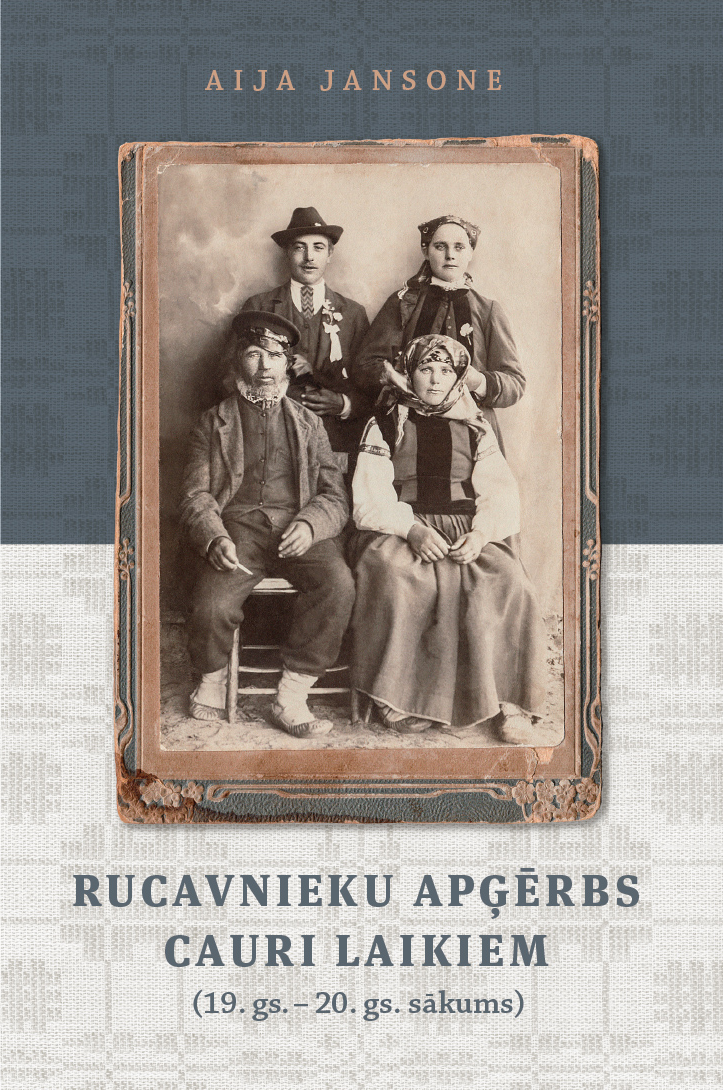 AIJA JANSONE
RUCAVNIEKU APĢĒRBS
CAURI LAIKIEM
(19. gs. – 20. gs. sākums)